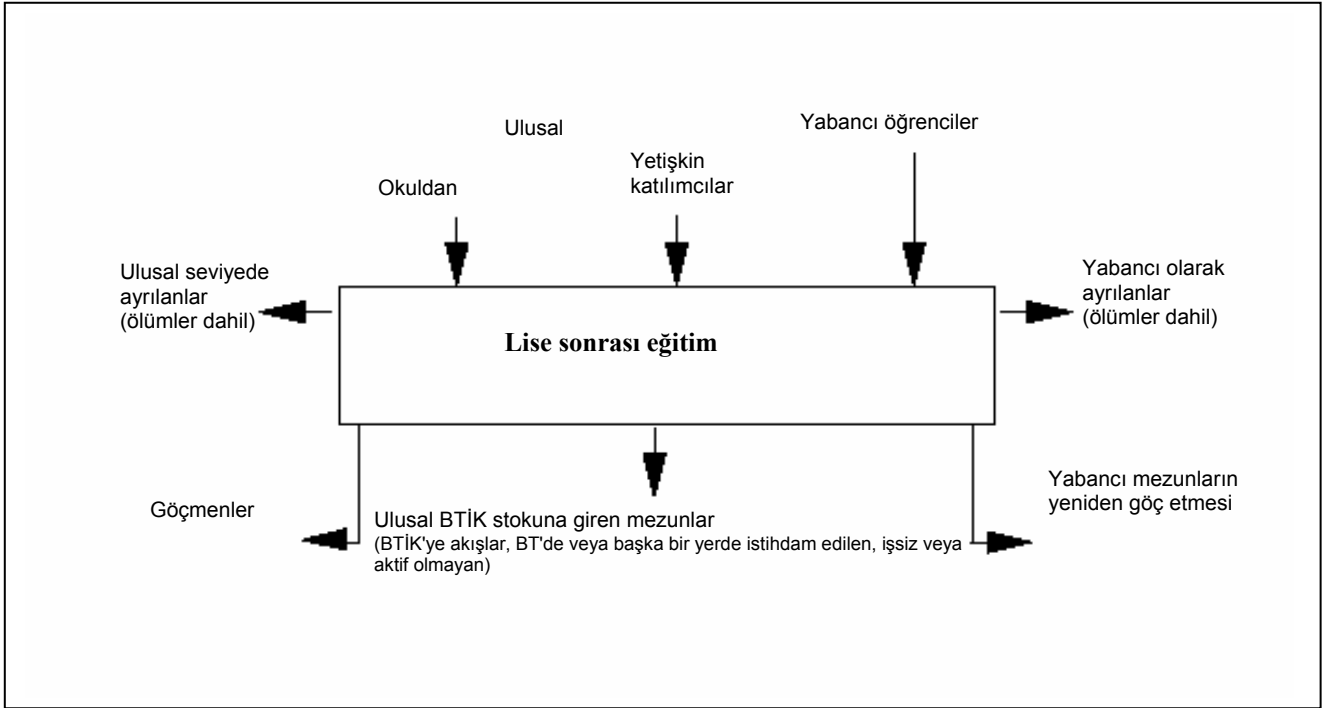 Ulusal
Yabancı öğrenciler
Yetişkin
katılımcılar
Okuldan
Ulusal seviyede
ayrılanlar
(ölümler dahil)
Yabancı olarak
ayrılanlar
(ölümler dahil)
Lise sonrası eğitim
Göçmenler
Ulusal BTİK stokuna giren mezunlar
(BTİK'ye akışlar, BT'de veya başka bir yerde istihdam edilen, işsiz veya
aktif olmayan)
Yabancı mezunların
yeniden göç etmesi